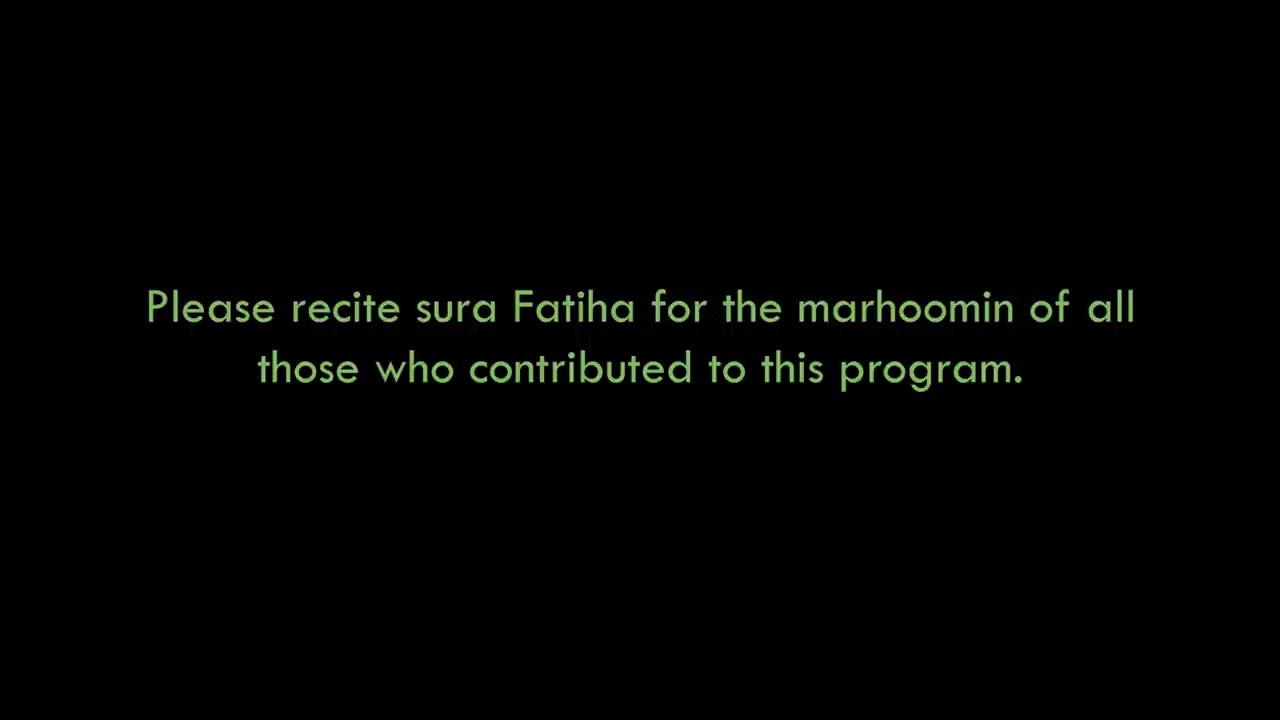 Please recite sura Fatiha for the marhoomin of all
those who contributed to this program.